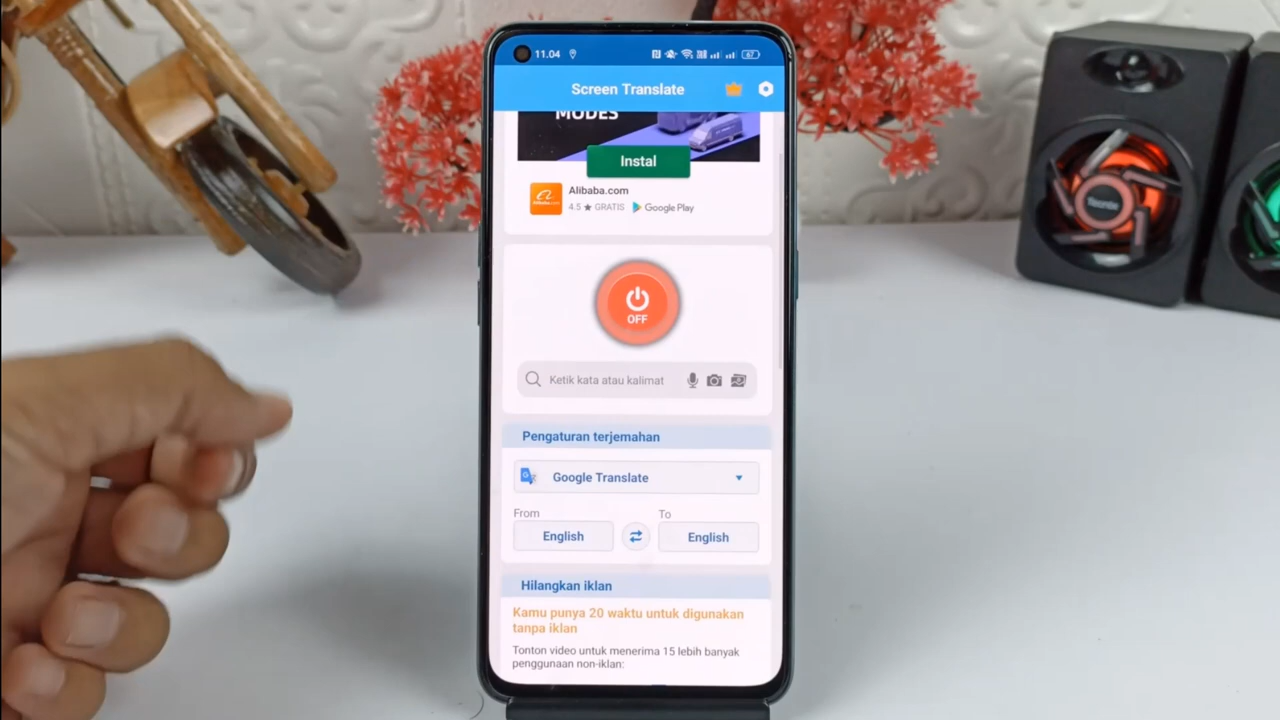 11.04
67
Screen Translate
MODES
Instal
Alibaba.com
4.5 ★ GRATIS Google Play
OFF
Ketik kata atau kalimat
Pengaturan terjemahan
Google Translate
From To
English English
Hilangkan iklan
Kamu punya 20 waktu untuk digunakan
tanpa iklan
Tonton video untuk menerima 15 lebih banyak
penggunaan non-iklan: